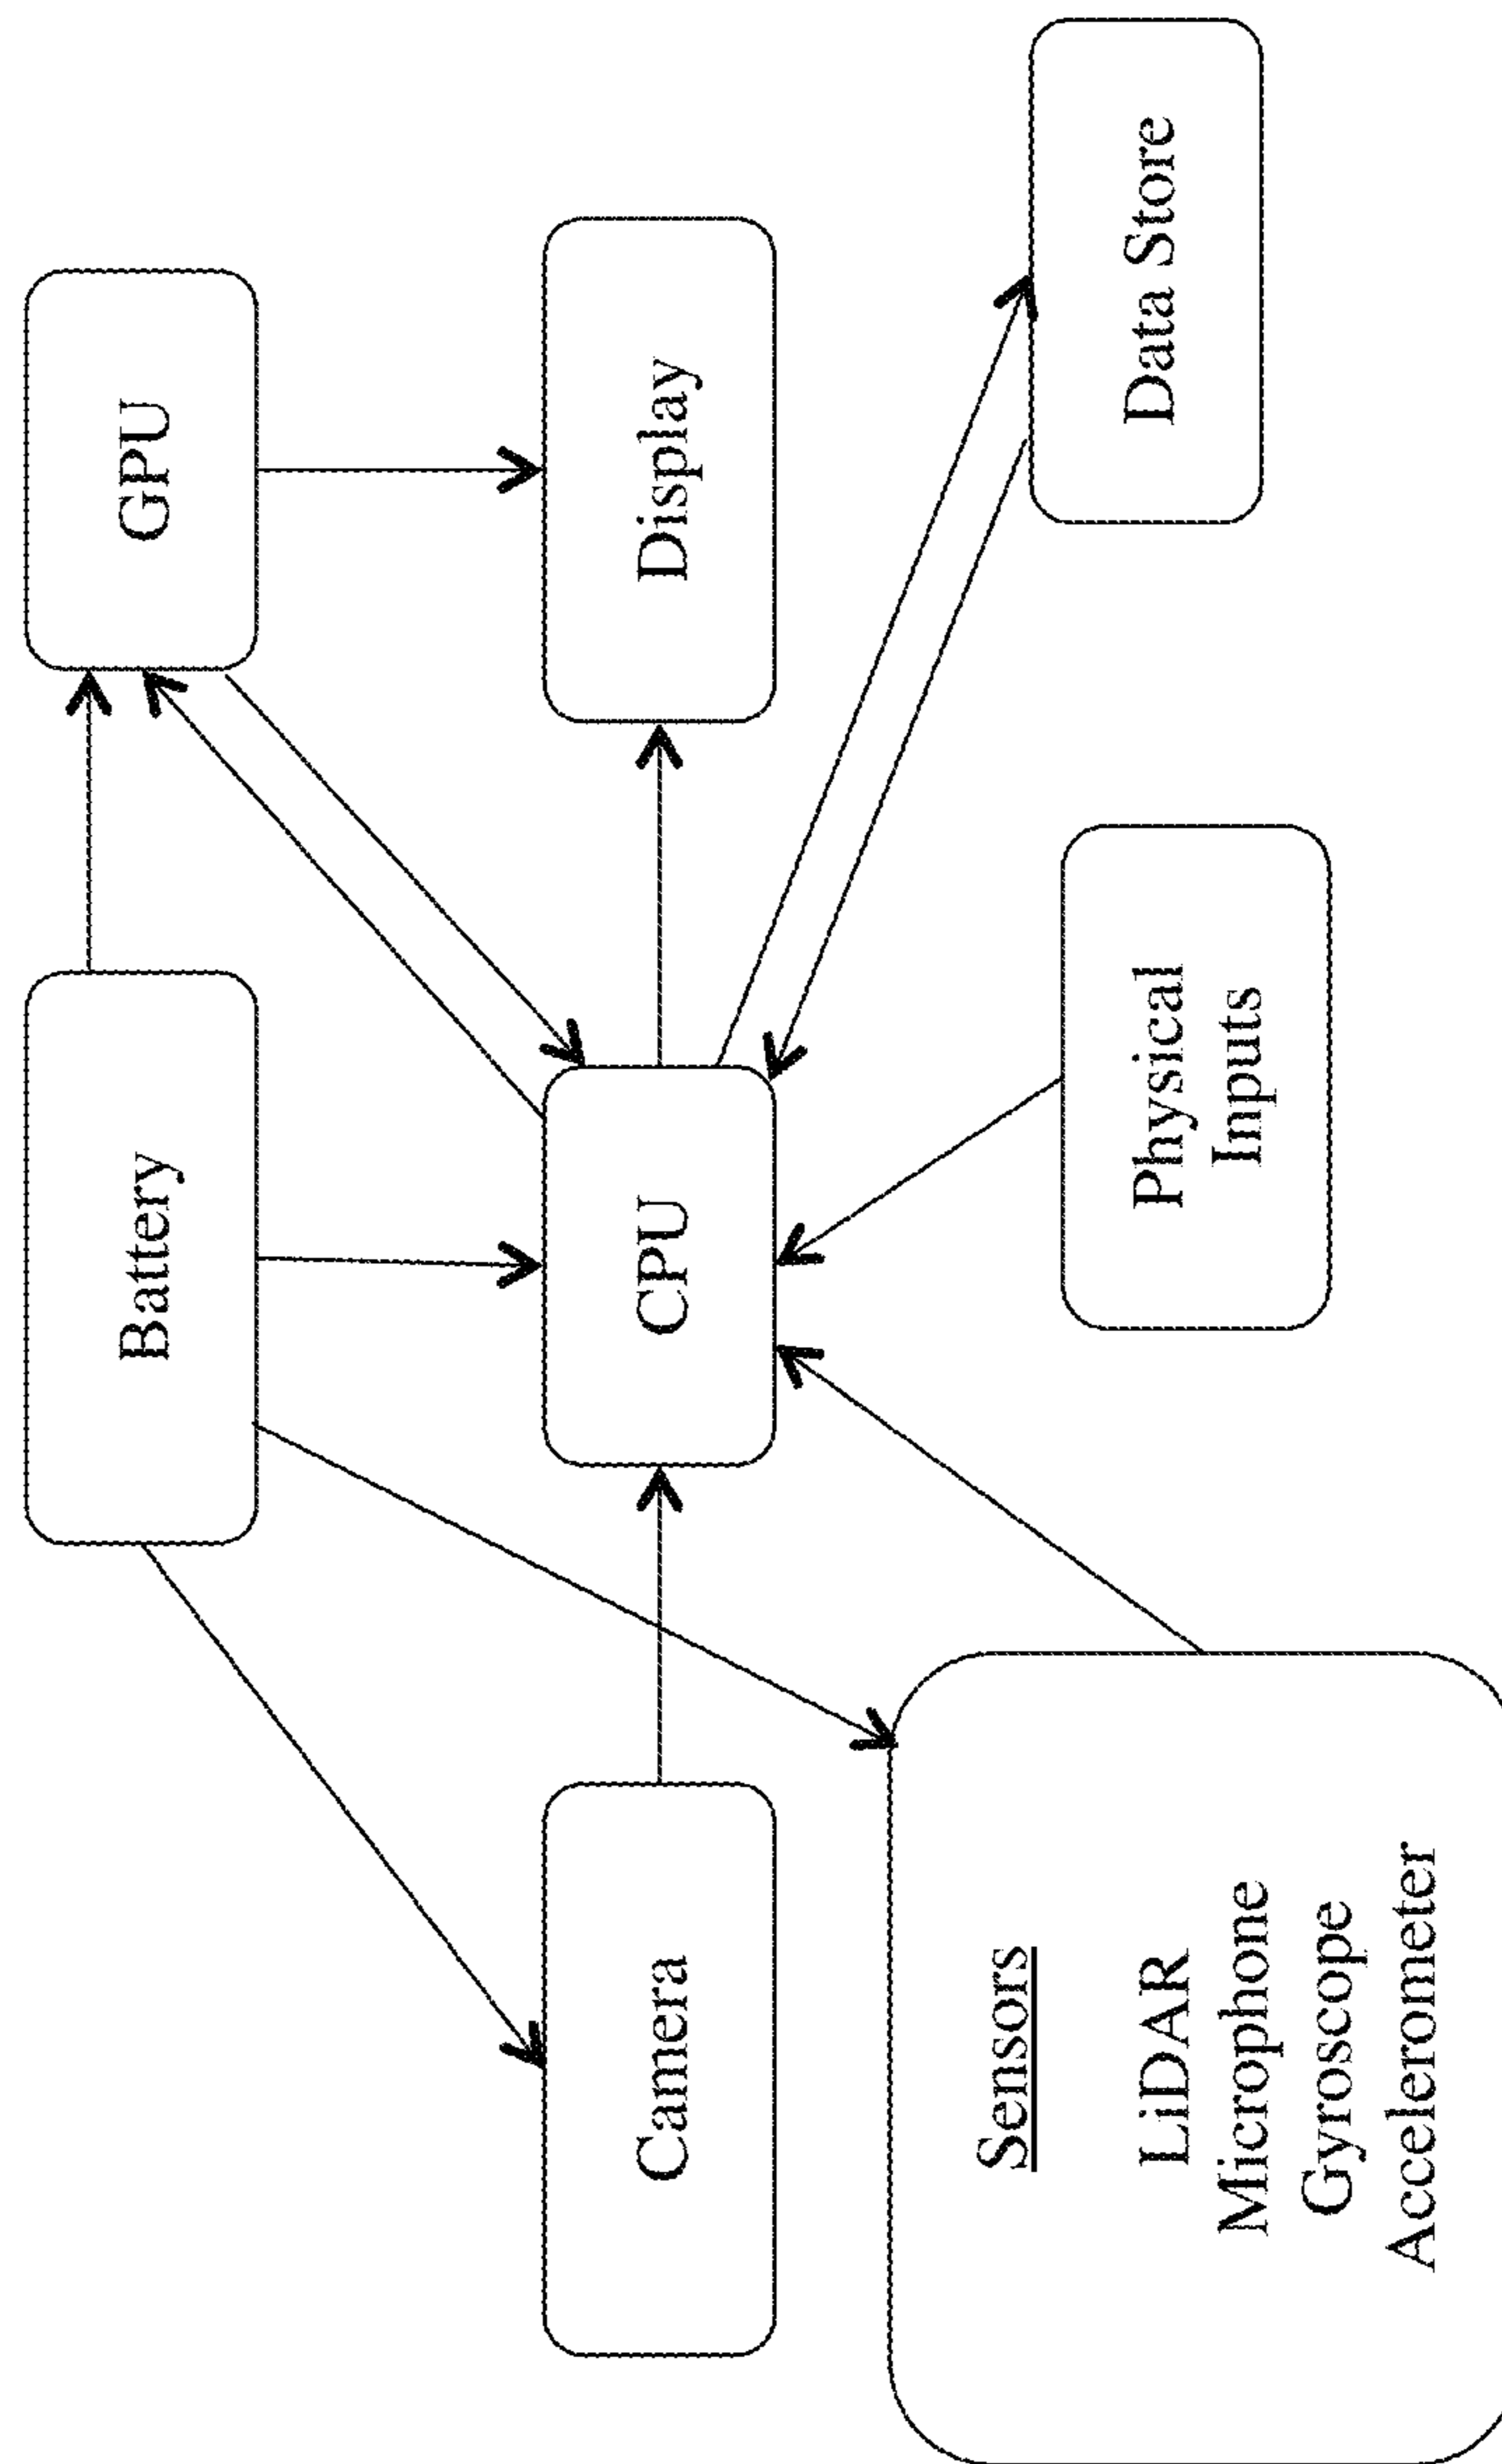 Battery
GPU
Camera
CPU
Display
Sensors
LiDAR
Microphone
Gyroscope
Accelerometer
Physical
Inputs
Data Store